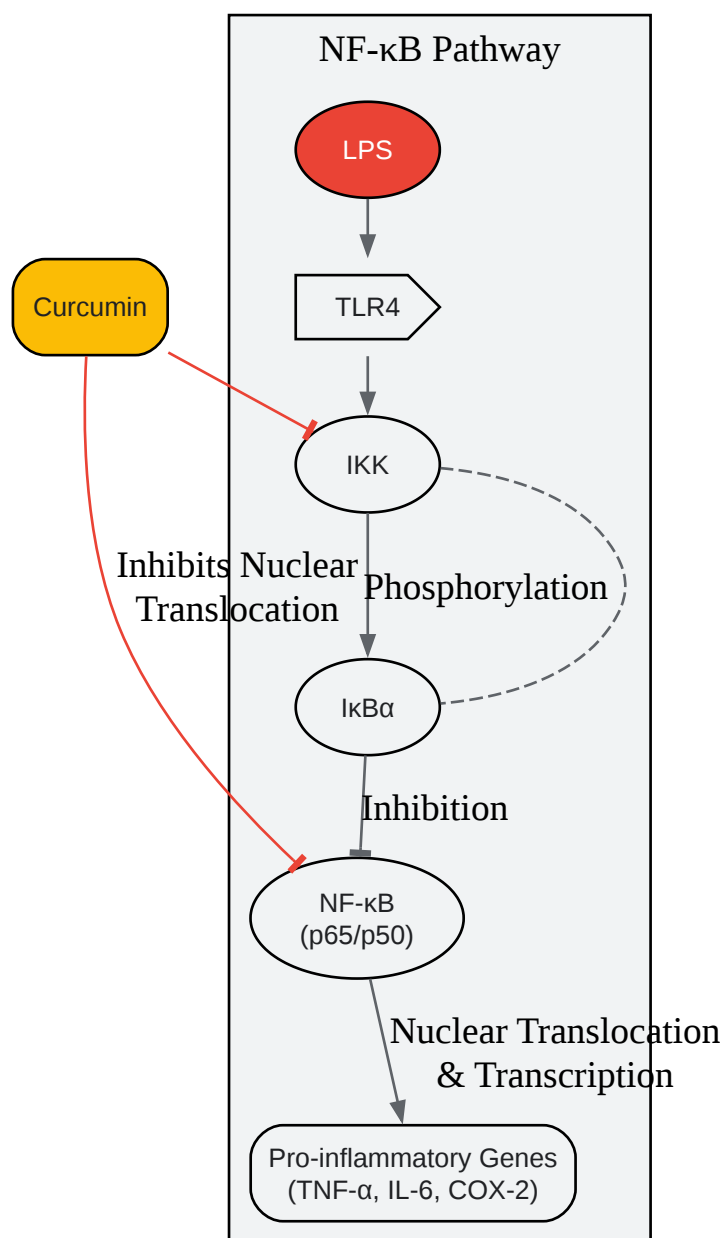 NF-κB Pathway
LPS
Curcumin
TLR4
IKK
Inhibits Nuclear
Translocation
Phosphorylation
IκBα
Inhibition
NF-κB
(p65/p50)
Nuclear Translocation
& Transcription
Pro-inflammatory Genes
(TNF-α, IL-6, COX-2)